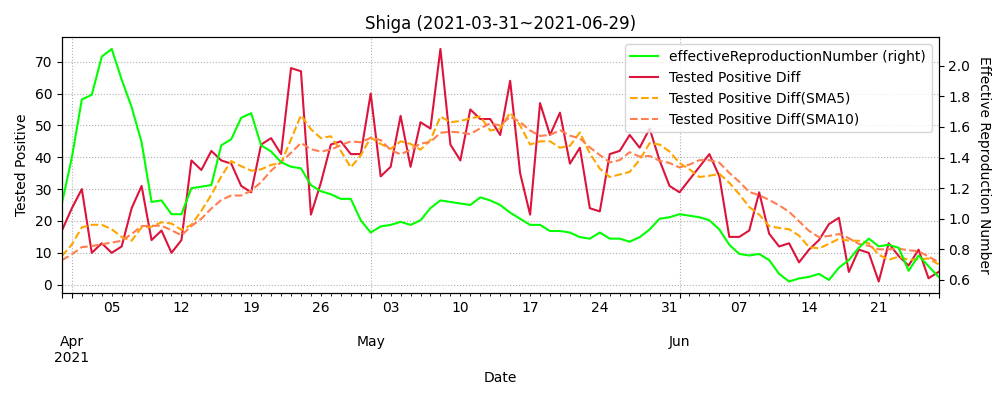 Shiga (2021-03-31~2021-06-29)
effectiveReproductionNumber (right)
Tested Positive Diff
Tested Positive Diff(SMA5)
Tested Positive Diff(SMA10)
Tested Positive
70
60
50
40
30
20
10
0
2.0
1.8
1.6
1.4
1.2
1.0
0.8
0.6
Effective Reproduction Number
05 12 19 26 03 10 17 24 31 07 14 21
Apr May Jun
2021
Date